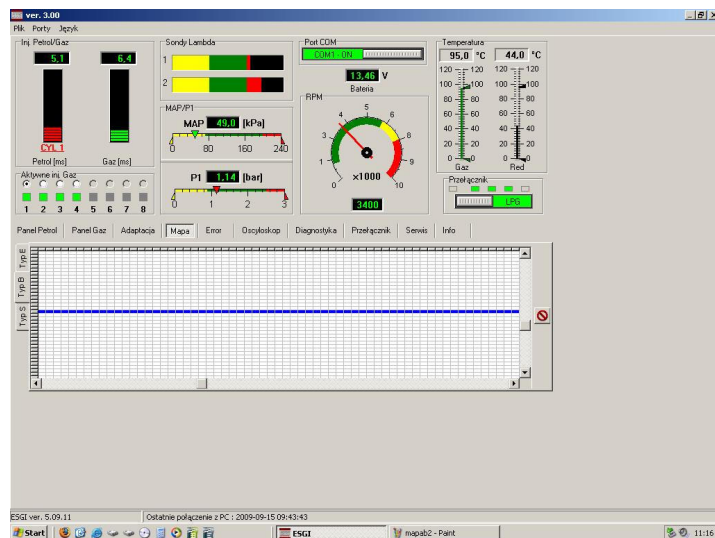 ver. 3.00
Plik Porty Język
Inj. Petrol/Gaz
5,1 6,4
CYL 1
Petrol [ms] Gaz [ms]
Sondy Lambda
1
2
Port COM
COM1 - ON
13,46 V
Bateria
Temperatura
95,0 °C 44,0 °C
120 120 120 120
100 100 100 100
80 80 80 80
60 60 60 60
40 40 40 40
20 20 20 20
0 0 0 0
Gaz Red
MAP/P1
MAP 49,0 [kPa]
0 80 160 240
P1 1,14 [bar]
0 1 2 3
RPM
0 1 3 4 5 6 7 9 10
x1000
3400
Aktywne inj. Gaz
1 2 3 4 5 6 7 8
Przełącznik
LPG
Panel Petrol Panel Gaz Adaptacja Mapa Error Oscyloskop Diagnostyka Przełącznik Serwis Info
Typ E
Typ B
Typ S
ESGI ver. 5.09.11 Ostatnie połączenie z PC : 2009-09-15 09:43:43
Start ESGI mapab2 - Paint 11:16